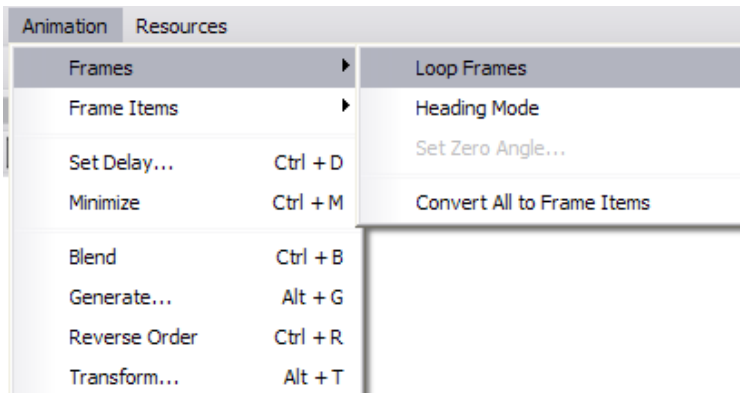 Animation Resources
Frames
Frame Items
Set Delay... Ctrl + D
Minimize Ctrl + M
Blend Ctrl + B
Generate... Alt + G
Reverse Order Ctrl + R
Transform... Alt + T
Loop Frames
Heading Mode
Set Zero Angle...
Convert All to Frame Items